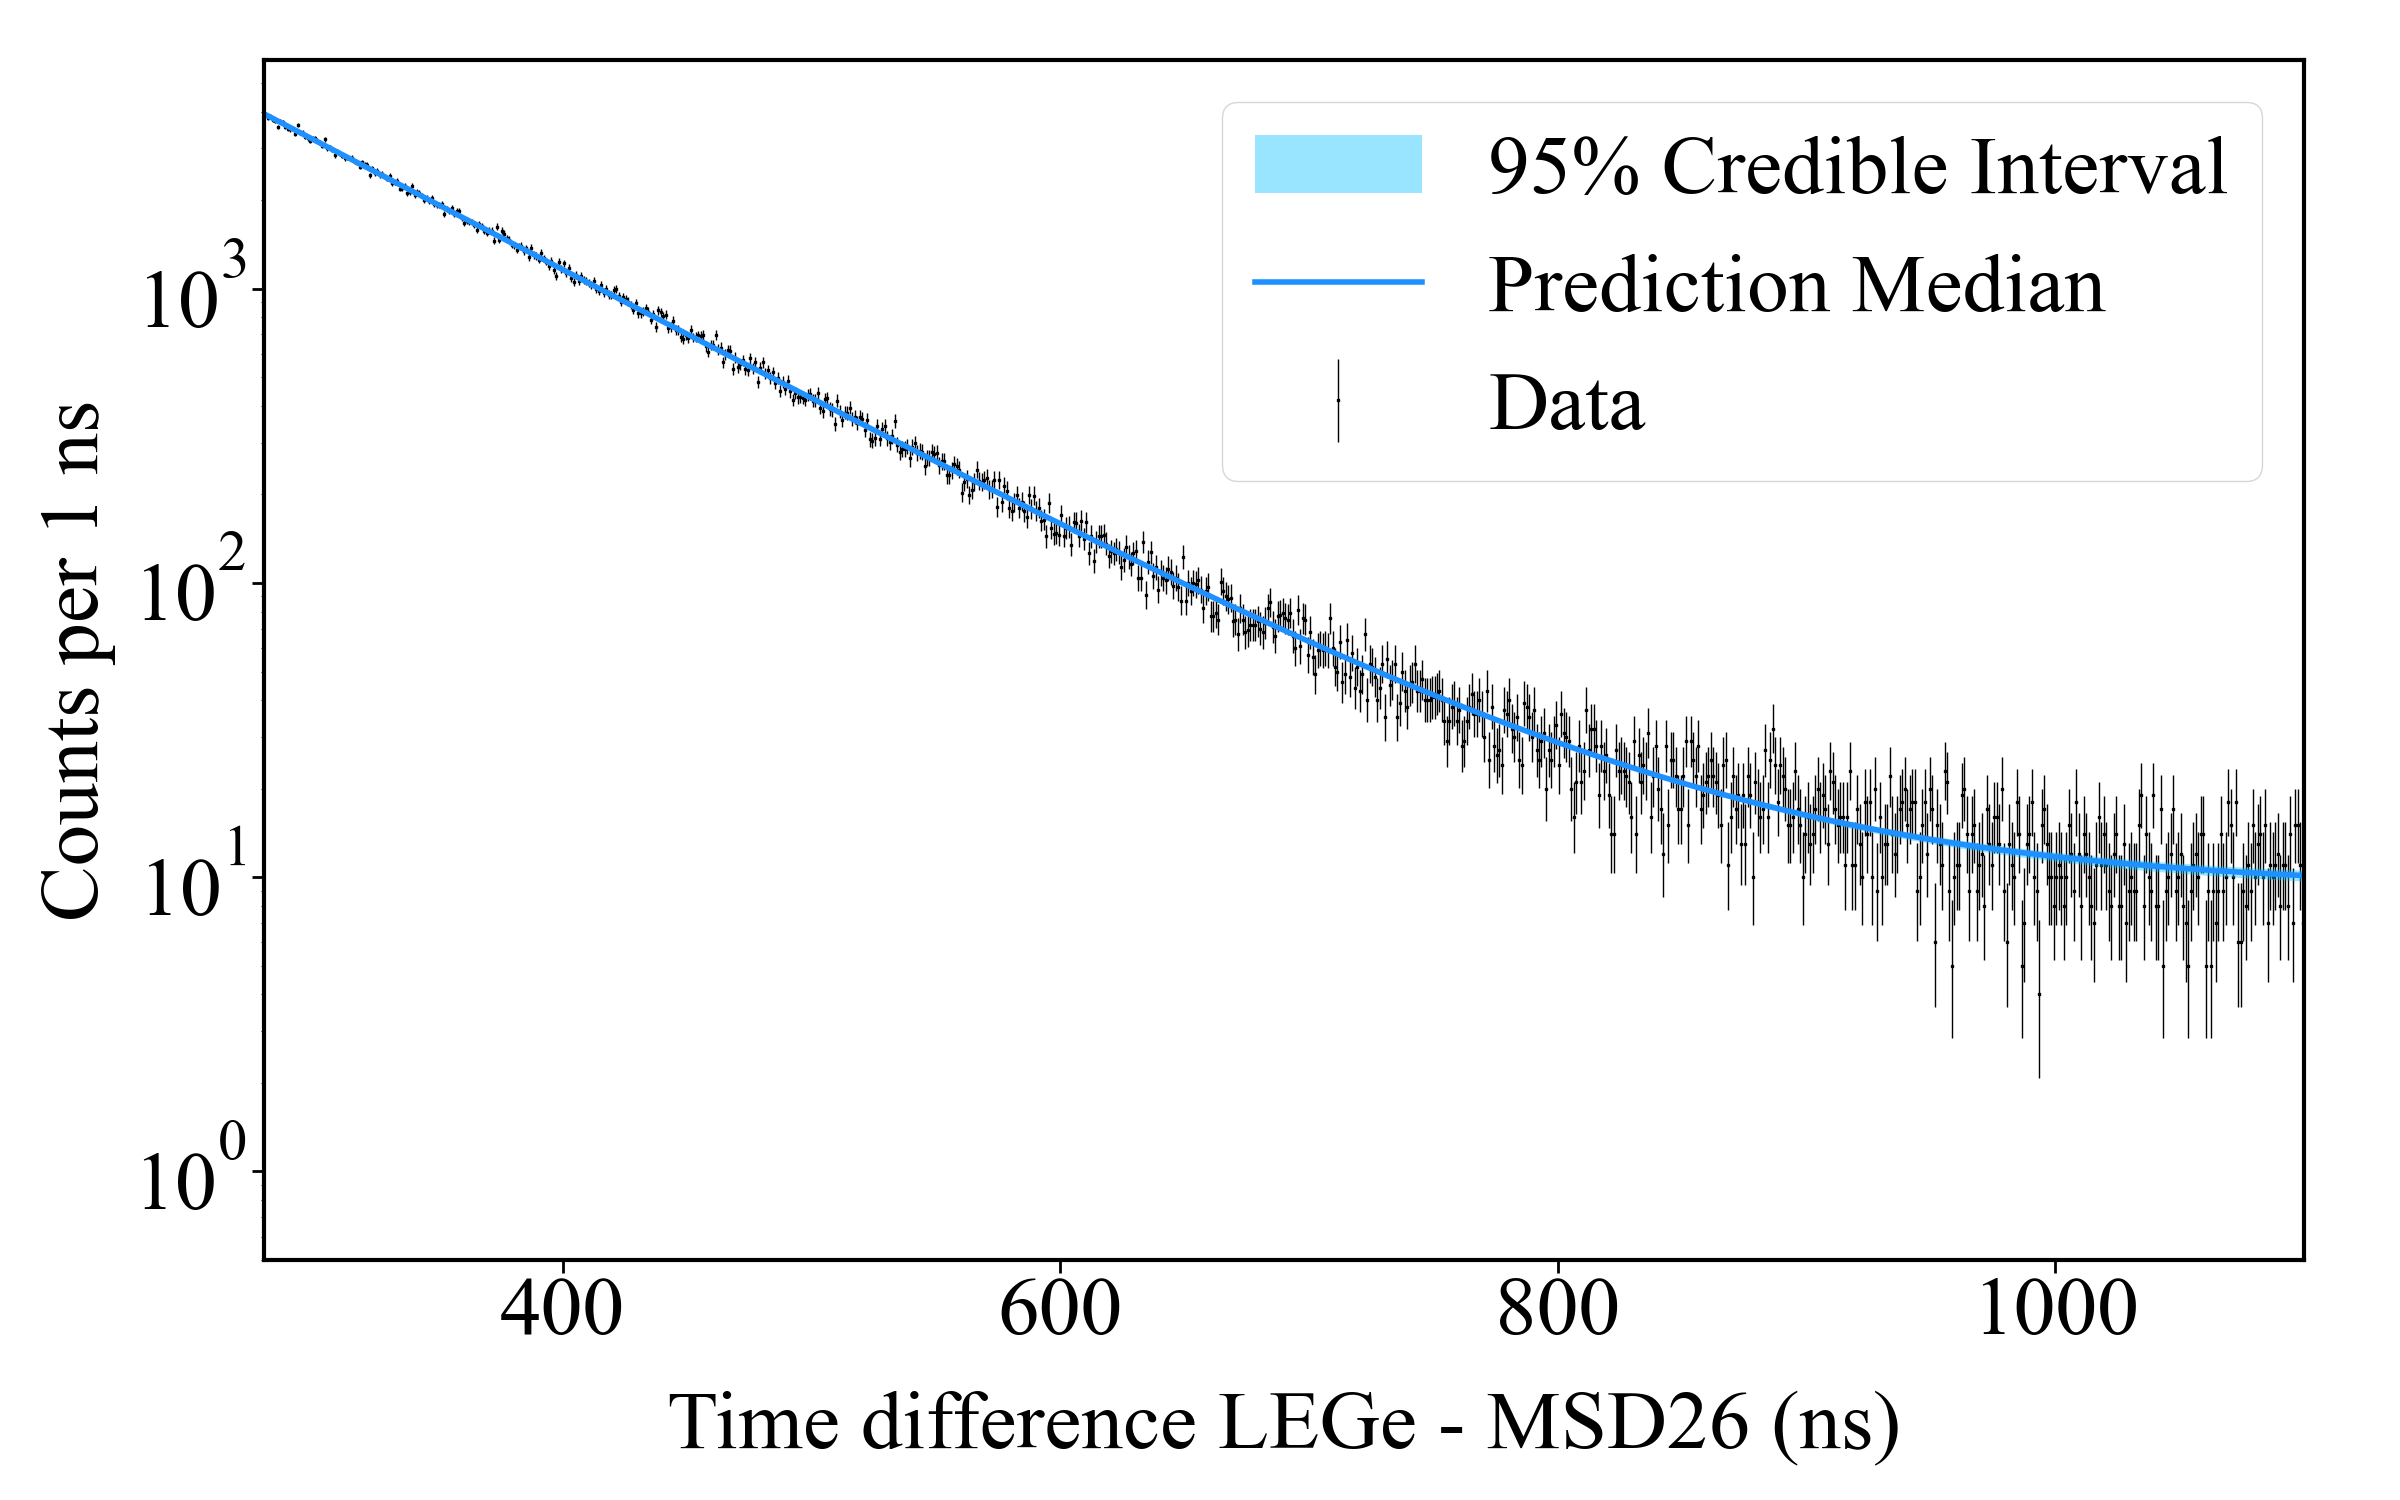 95% Credible Interval
Prediction Median
Data
Counts per 1 ns
10^3
10^2
10^1
10^0
400 600 800 1000
Time difference LEGe - MSD26 (ns)